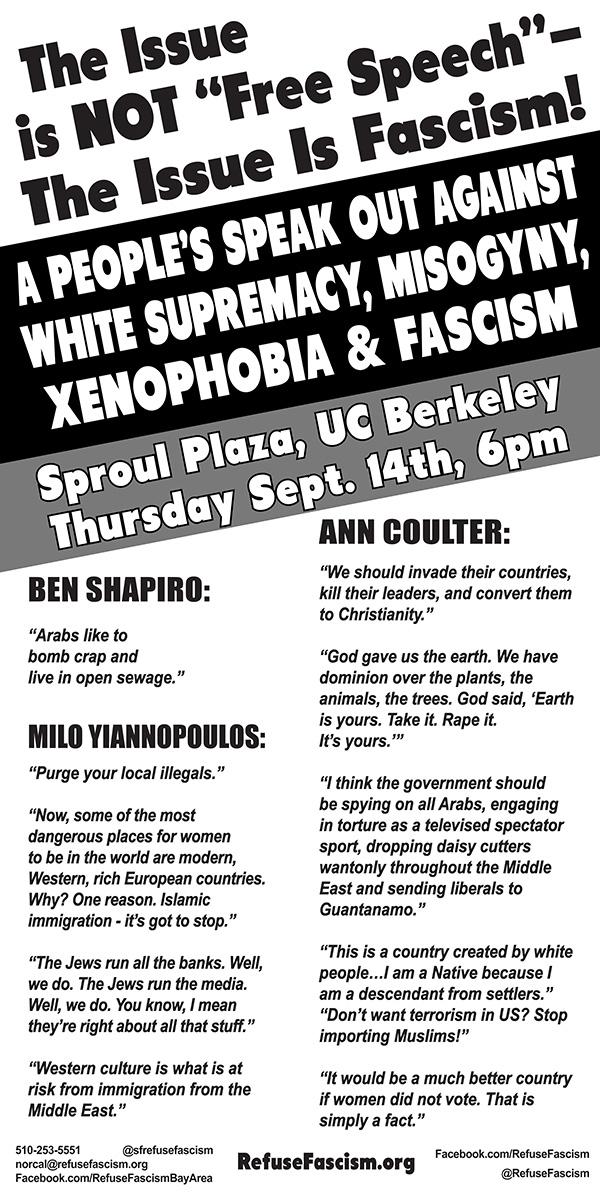 The Issue
is NOT “Free Speech”–
The Issue Is Fascism!
A PEOPLE’S SPEAK OUT AGAINST
WHITE SUPREMACY, MISOGYNY,
XENOPHOBIA & FASCISM
Sproul Plaza, UC Berkeley
Thursday Sept. 14th, 6pm
BEN SHAPIRO:
“Arabs like to
bomb crap and
live in open sewage.”
MILO YIANNOPOULOS:
“Purge your local illegals.”
“Now, some of the most
dangerous places for women
to be in the world are modern,
Western, rich European countries.
Why? One reason. Islamic
immigration - it’s got to stop.”
“The Jews run all the banks. Well,
we do. The Jews run the media.
Well, we do. You know, I mean
they’re right about all that stuff.”
“Western culture is what is at
risk from immigration from the
Middle East.”
ANN COULTER:
“We should invade their countries,
kill their leaders, and convert them
to Christianity.”
“God gave us the earth. We have
dominion over the plants, the
animals, the trees. God said, ‘Earth
is yours. Take it. Rape it.
It’s yours.’”
“I think the government should
be spying on all Arabs, engaging
in torture as a televised spectator
sport, dropping daisy cutters
wantonly throughout the Middle
East and sending liberals to
Guantanamo.”
“This is a country created by white
people…I am a Native because I
am a descendant from settlers.”
“Don’t want terrorism in US? Stop
importing Muslims!”
“It would be a much better country
if women did not vote. That is
simply a fact.”
510-253-5551 @sfrefusefascism
norcal@refusefascism.org
Facebook.com/RefuseFascismBayArea
RefuseFascism.org
Facebook.com/RefuseFascism
@RefuseFascism